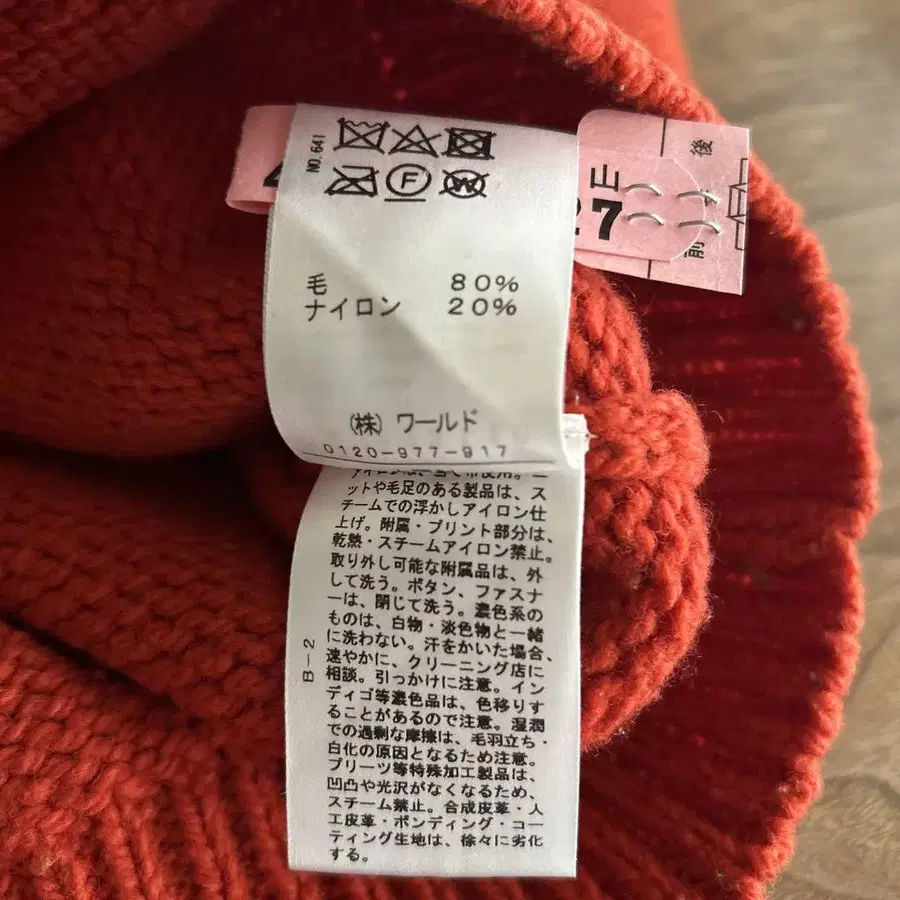 NO. 641
F
W
毛 80%
ナイロン 20%
(株) ワールド
0120-977-917
後
27
前
B-2
ットや毛足のある製品は、ス
チームでの浮かしアイロン仕
上げ。附属・プリント部分は、
乾熱・スチームアイロン禁止。
取り外し可能な附属品は、外
して洗う。ボタン、ファスナ
ーは、閉じて洗う。濃色系の
ものは、白物・淡色物と一緒
に洗わない。汗をかいた場合、
速やかに、クリーニング店に
相談。引っかけに注意。イン
ディゴ等濃色品は、色移りす
ることがあるので注意。湿潤
での過剰な摩擦は、毛羽立ち・
白化の原因となるため注意。
プリーツ等特殊加工製品は、
凹凸や光沢がなくなるため、
スチーム禁止。合成皮革・人
工皮革・ボンディング・コー
ティング生地は、徐々に劣化
する。